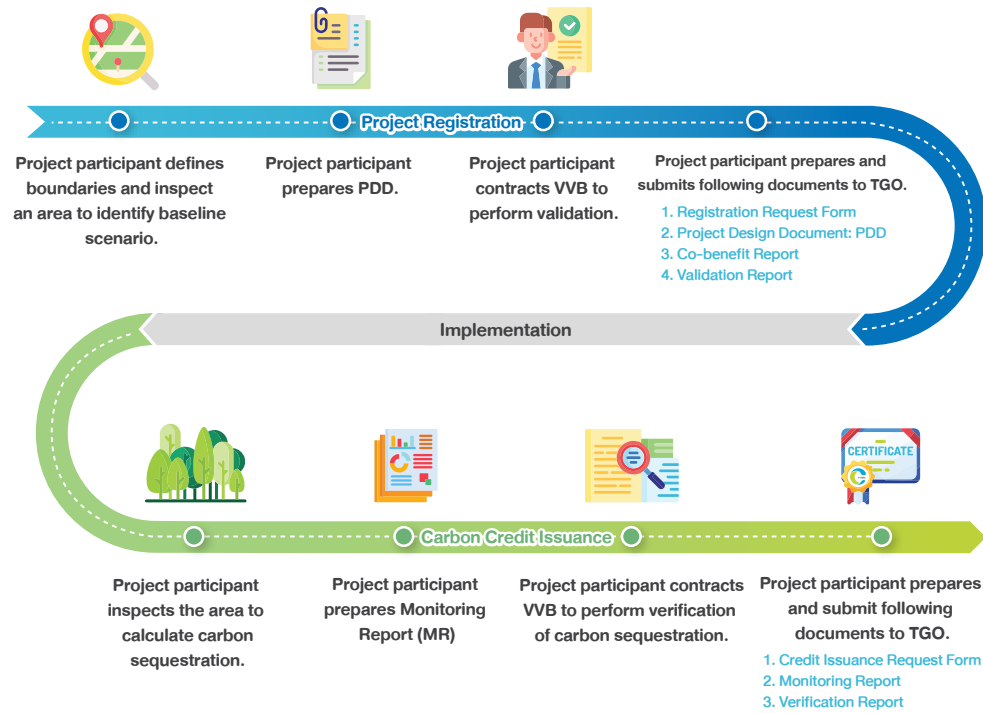 Project Registration
Project participant defines
boundaries and inspect
an area to identify baseline
scenario.
Project participant
prepares PDD.
Project participant
contracts VVB to
perform validation.
Project participant prepares and
submits following documents to TGO.
1. Registration Request Form
2. Project Design Document: PDD
3. Co-benefit Report
4. Validation Report
Implementation
CERTIFICATE
Carbon Credit Issuance
Project participant
inspects the area to
calculate carbon
sequestration.
Project participant
prepares Monitoring
Report (MR)
Project participant contracts
VVB to perform verification
of carbon sequestration.
Project participant prepares
and submit following
documents to TGO.
1. Credit Issuance Request Form
2. Monitoring Report
3. Verification Report